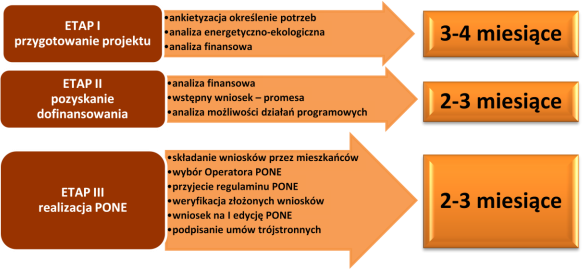 ETAP I
przygotowanie projektu
•ankietyzacja określenie potrzeb
•analiza energetyczno-ekologiczna
•analiza finansowa
3-4 miesiące
ETAP II
pozyskanie
dofinansowania
•analiza finansowa
•wstępny wniosek – promesa
•analiza możliwości działań programowych
2-3 miesiące
ETAP III
realizacja PONE
•składanie wniosków przez mieszkańców
•wybór Operatora PONE
•przyjecie regulaminu PONE
•weryfikacja złożonych wniosków
•wniosek na I edycję PONE
•podpisanie umów trójstronnych
2-3 miesiące